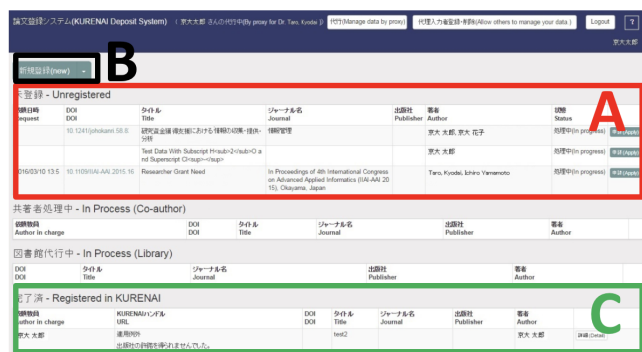 論文登録システム(KURENAI Deposit System) ( 京大太郎 さんの代行中(By proxy for Dr. Taro, Kyodai )) 代行(Manage data by proxy) 代理入力者登録・削除(Allow others to manage your data.) Logout ?
京大太郎
新規登録(new) B
未登録 - Unregistered A
依頼日時 DOI タイトル ジャーナル名 出版社 著者 状態
Request DOI Title Journal Publisher Author Status
10.1241/johokanri.58.8. 研究資金獲得支援における情報の収集・提供・ 情報管理 京大 太郎, 京大 花子 処理中(In progress) 申請(Apply)
分析
Test Data With Subscript H<sub>2</sub>O a 京大 太郎 処理中(In progress) 申請(Apply)
nd Superscript C<sup>-</sup>
2016/03/10 13:5 10.1109/IIAI-AAI.2015.16 Researcher Grant Need In Proceedings of 4th International Congress Taro, Kyodai, Ichiro Yamamoto 処理中(In progress) 申請(Apply)
on Advanced Applied Informatics (IIAI-AAI 20
15), Okayama, Japan
共著者処理中 - In Process (Co-author)
依頼教員 DOI タイトル ジャーナル名 出版社 著者
Author in charge DOI Title Journal Publisher Author
図書館代行中 - In Process (Library)
DOI タイトル ジャーナル名 出版社 著者
DOI Title Journal Publisher Author
完了済 - Registered in KURENAI C
依頼教員 KURENAIハンドル DOI タイトル ジャーナル名 出版社 著者
Author in charge URL DOI Title Journal Publisher Author
京大 太郎 運用例外 test2 京大 太郎 詳細(Detail)
出版社の許諾を得られませんでした。